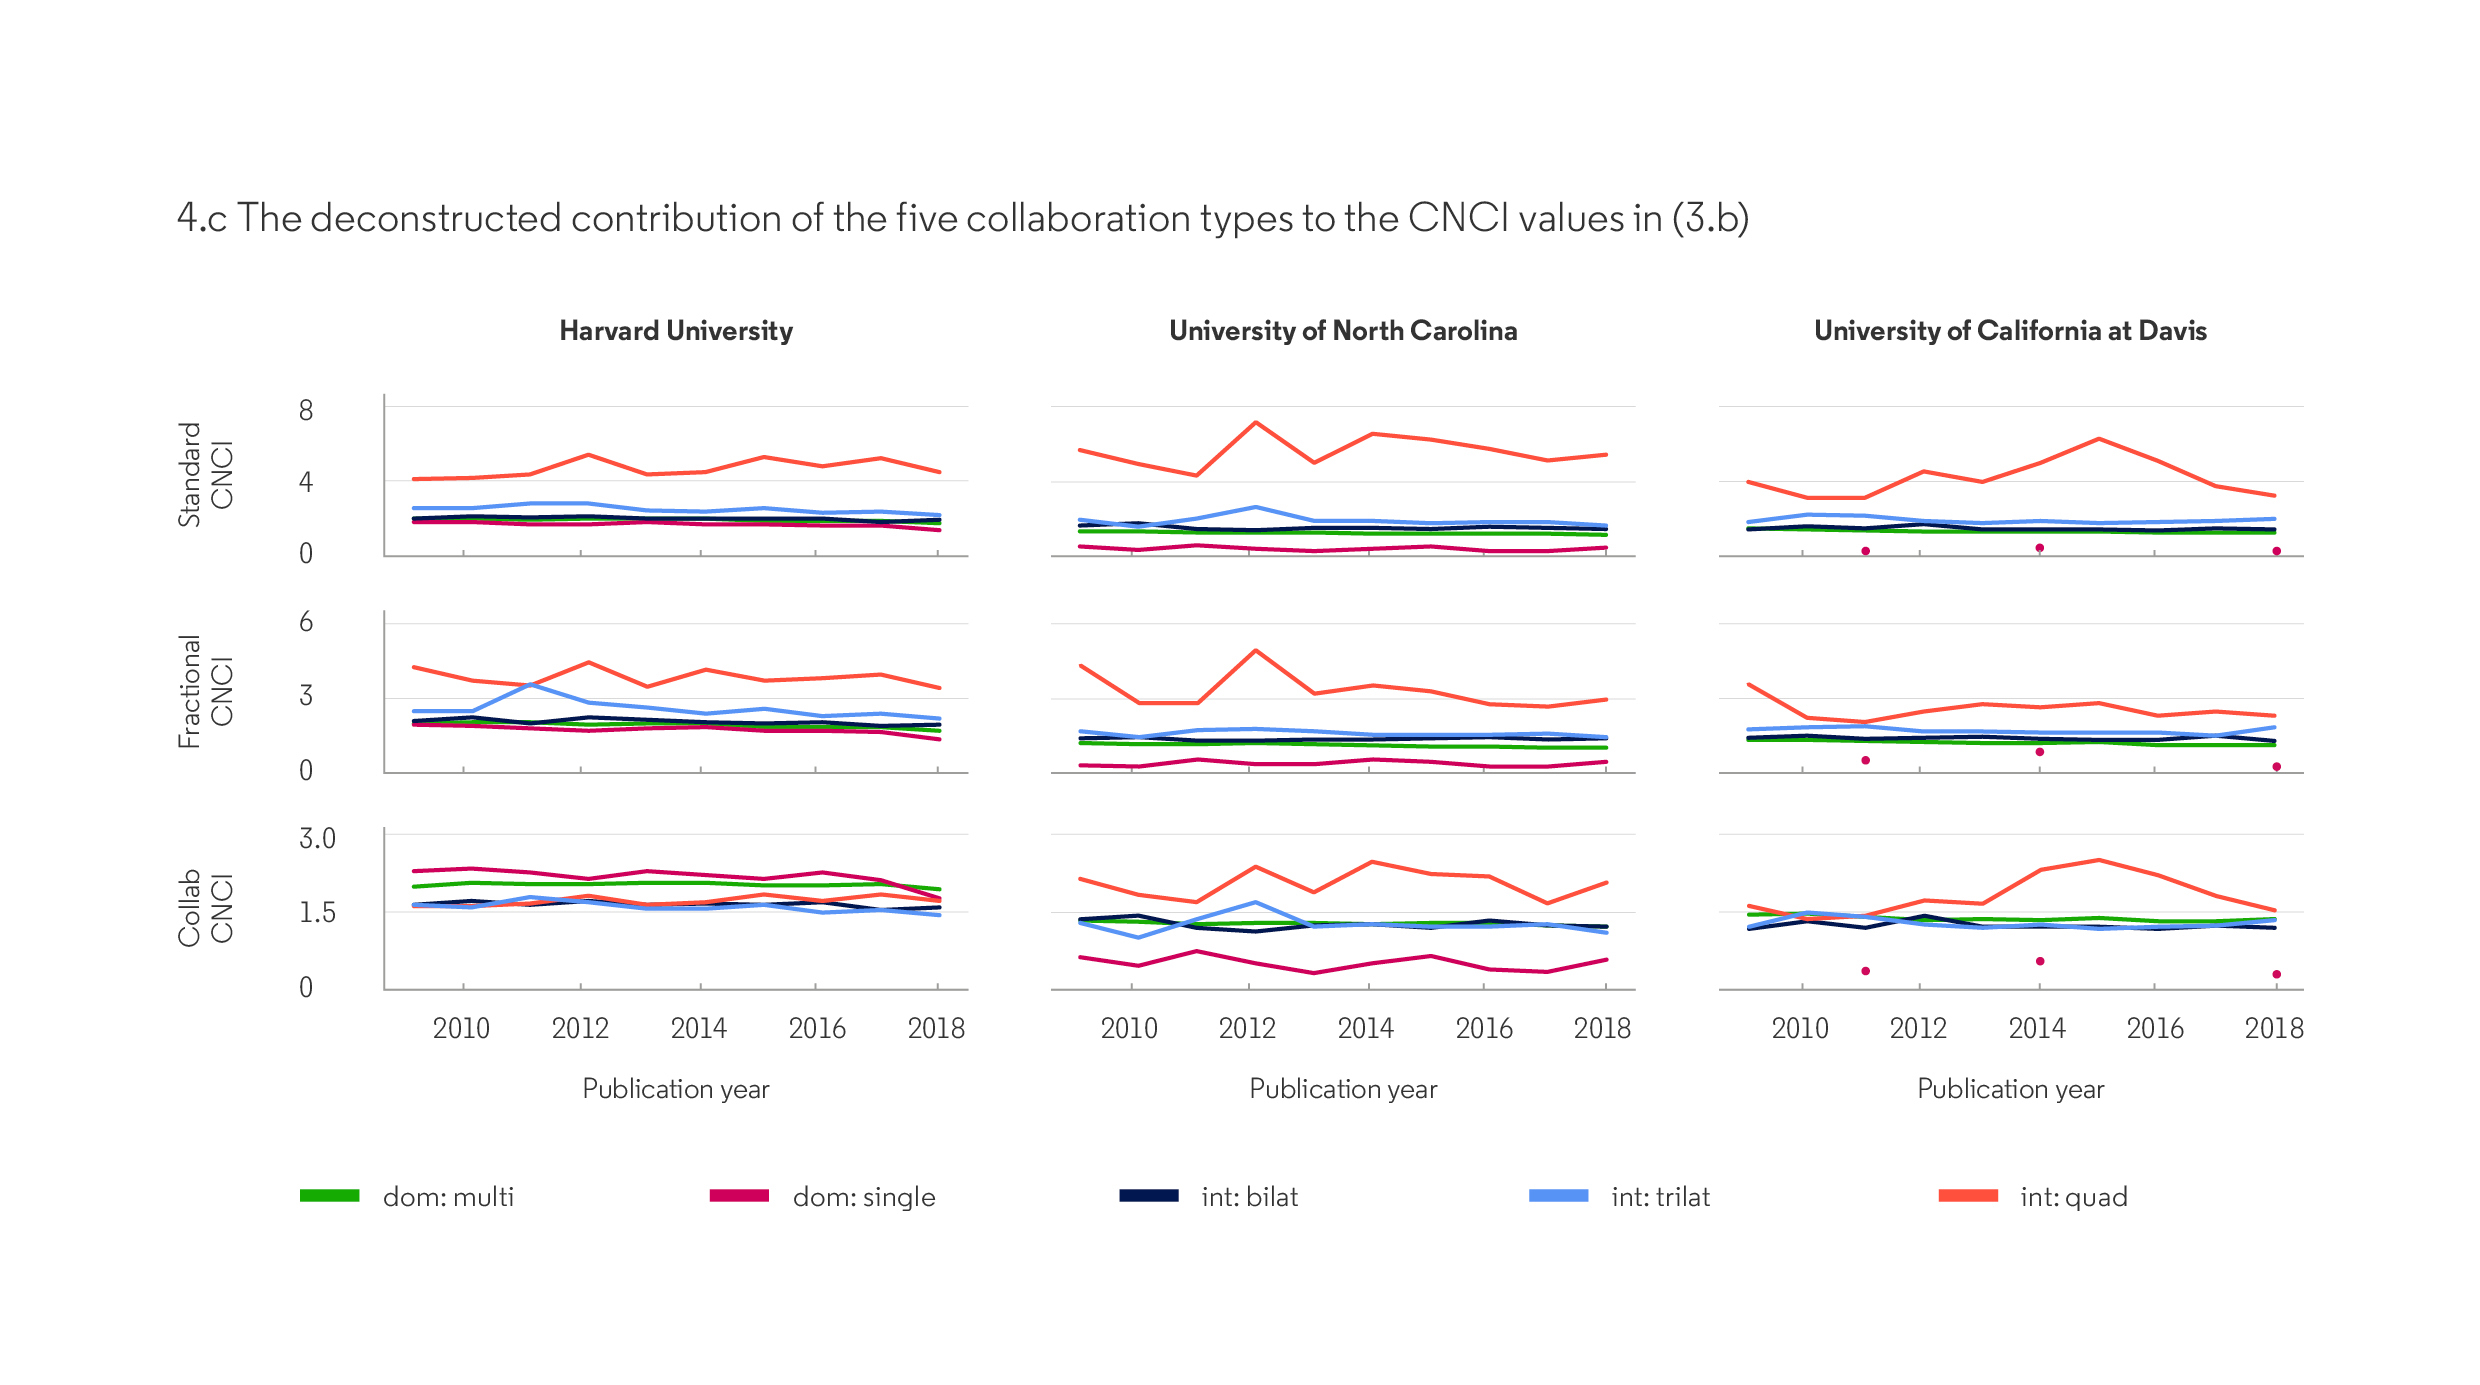 4.c The deconstructed contribution of the five collaboration types to the CNCI values in (3.b)
Harvard University
University of North Carolina
University of California at Davis
Standard
CNCI
8
4
0
Fractional
CNCI
6
3
0
Collab
CNCI
3.0
1.5
0
2010 2012 2014 2016 2018
2010 2012 2014 2016 2018
2010 2012 2014 2016 2018
Publication year
Publication year
Publication year
dom: multi
dom: single
int: bilat
int: trilat
int: quad